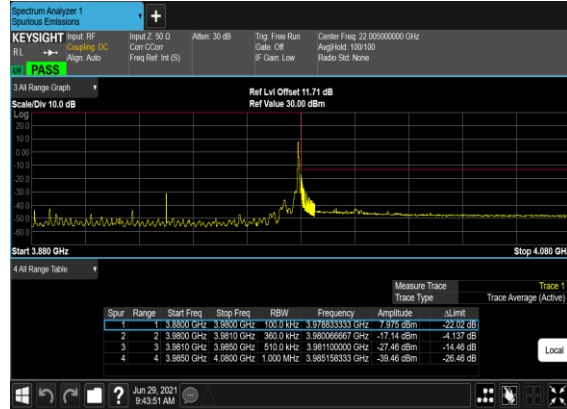 Spectrum Analyzer 1
Spurious Emissions
KEYSIGHT Input: RF Input Z: 50 Ω Atten: 30 dB Trig: Free Run Center Freq: 22.005000000 GHz
RL Coupling: DC Corr CCorr Gate: Off Avg|Hold: 100/100
Align: Auto Freq Ref: Int (S) IF Gain: Low Radio Std: None
PASS
3 All Range Graph
Ref Lvl Offset 11.71 dB
Scale/Div 10.0 dB Ref Value 30.00 dBm
Log
20.0
10.0
0.00
-10.0
-20.0
-30.0
-40.0
-50.0
-60.0
Start 3.880 GHz Stop 4.080 GHz
4 All Range Table
Measure Trace Trace 1
Trace Type Trace Average (Active)
Spur Range Start Freq Stop Freq RBW Frequency Amplitude ΔLimit
1 1 3.8800 GHz 3.9800 GHz 100.0 kHz 3.978833333 GHz 7.975 dBm -22.02 dB
2 2 3.9800 GHz 3.9810 GHz 360.0 kHz 3.980066667 GHz -17.14 dBm -4.137 dB
3 3 3.9810 GHz 3.9850 GHz 510.0 kHz 3.981100000 GHz -27.46 dBm -14.46 dB
4 4 3.9850 GHz 4.0800 GHz 1.000 MHz 3.985158333 GHz -39.46 dBm -26.46 dB
Local
Jun 29, 2021
9:43:51 AM